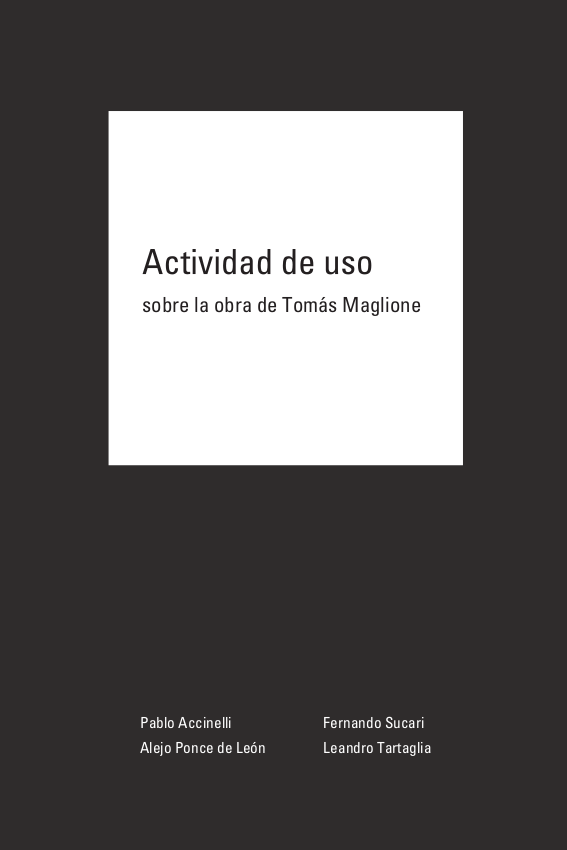 Actividad de uso
sobre la obra de Tomás Maglione
Pablo Accinelli
Alejo Ponce de León
Fernando Sucari
Leandro Tartaglia